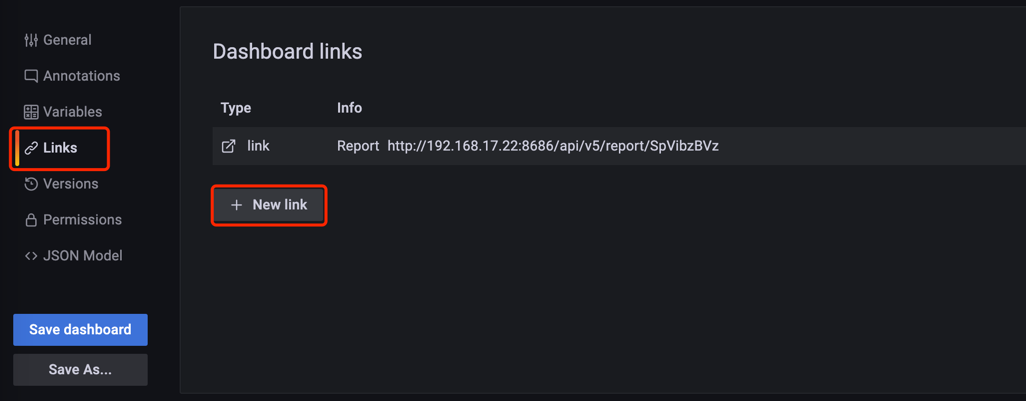 General
Annotations
Variables
Links
Versions
Permissions
JSON Model
Save dashboard
Save As...
Dashboard links
Type Info
link Report http://192.168.17.22:8686/api/v5/report/SpVibzBVz
+ New link